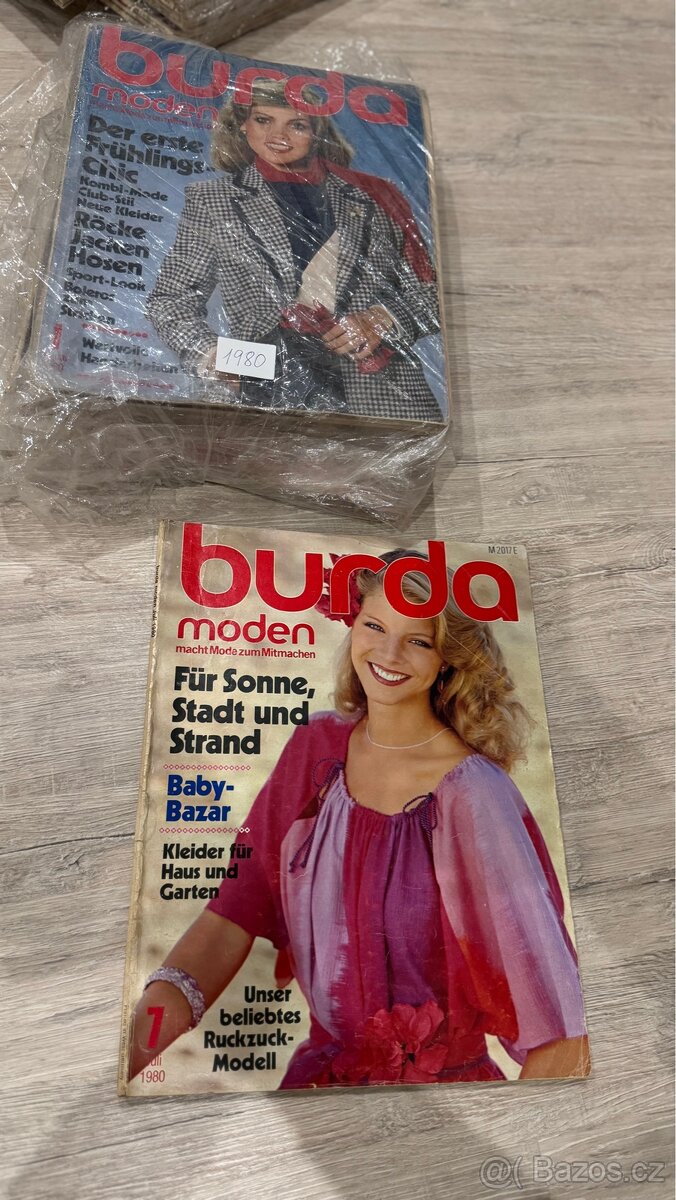 burda
moden
Der erste
Frühlings-
Chic
Kombi-Mode
Club-Stil
Neue Kleider
Röcke
Jacken
Hosen
Sport-Look
Boleros
1980
burda
M 2017 E
moden
macht Mode zum Mitmachen
Für Sonne,
Stadt und
Strand
Baby-
Bazar
Kleider für
Haus und
Garten
Unser
beliebtes
Ruckzuck-
Modell
7
Juli
1980
@( Bazos.cz